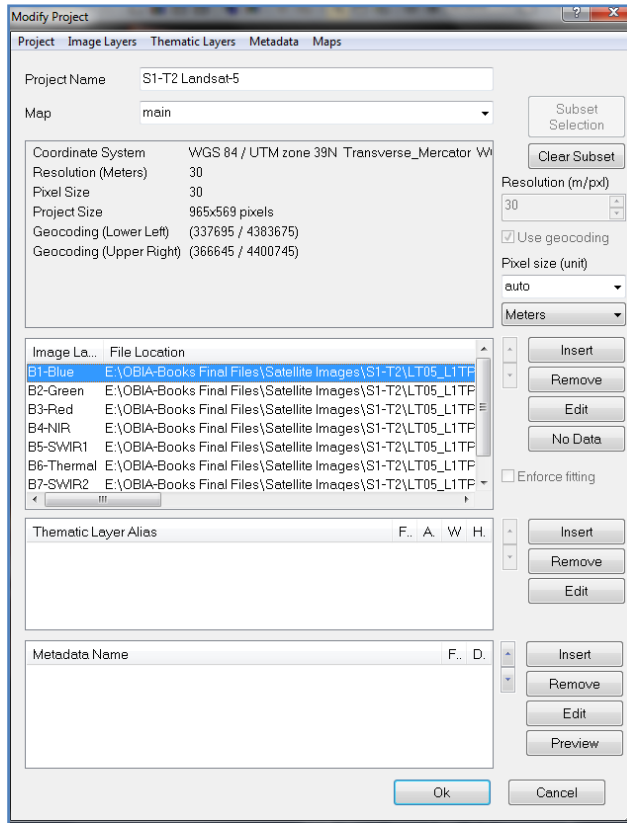 Modify Project
Project Image Layers Thematic Layers Metadata Maps
Project Name S1-T2 Landsat-5
Map main
Subset Selection
Clear Subset
Coordinate System WGS 84 / UTM zone 39N Transverse_Mercator
Resolution (Meters) 30
Pixel Size 30
Project Size 965x569 pixels
Geocoding (Lower Left) (337695 / 4383675)
Geocoding (Upper Right) (366645 / 4400745)
Resolution (m/pxl)
30
Use geocoding
Pixel size (unit)
auto
Meters
Image La... File Location
B1-Blue E:\OBIA-Books Final Files\Satellite Images\S1-T2\LT05_L1TP
B2-Green E:\OBIA-Books Final Files\Satellite Images\S1-T2\LT05_L1TP
B3-Red E:\OBIA-Books Final Files\Satellite Images\S1-T2\LT05_L1TP
B4-NIR E:\OBIA-Books Final Files\Satellite Images\S1-T2\LT05_L1TP
B5-SWIR1 E:\OBIA-Books Final Files\Satellite Images\S1-T2\LT05_L1TP
B6-Thermal E:\OBIA-Books Final Files\Satellite Images\S1-T2\LT05_L1TP
B7-SWIR2 E:\OBIA-Books Final Files\Satellite Images\S1-T2\LT05_L1TP
Insert
Remove
Edit
No Data
Enforce fitting
Thematic Layer Alias F.. A. W H.
Insert
Remove
Edit
Metadata Name F.. D.
Insert
Remove
Edit
Preview
Ok Cancel